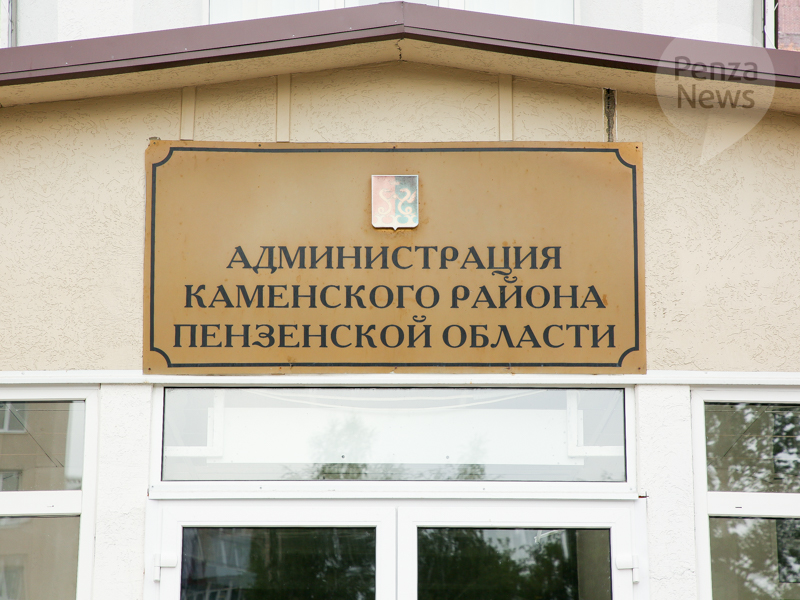 Penza
News
АДМИНИСТРАЦИЯ
КАМЕНСКОГО РАЙОНА
ПЕНЗЕНСКОЙ ОБЛАСТИ